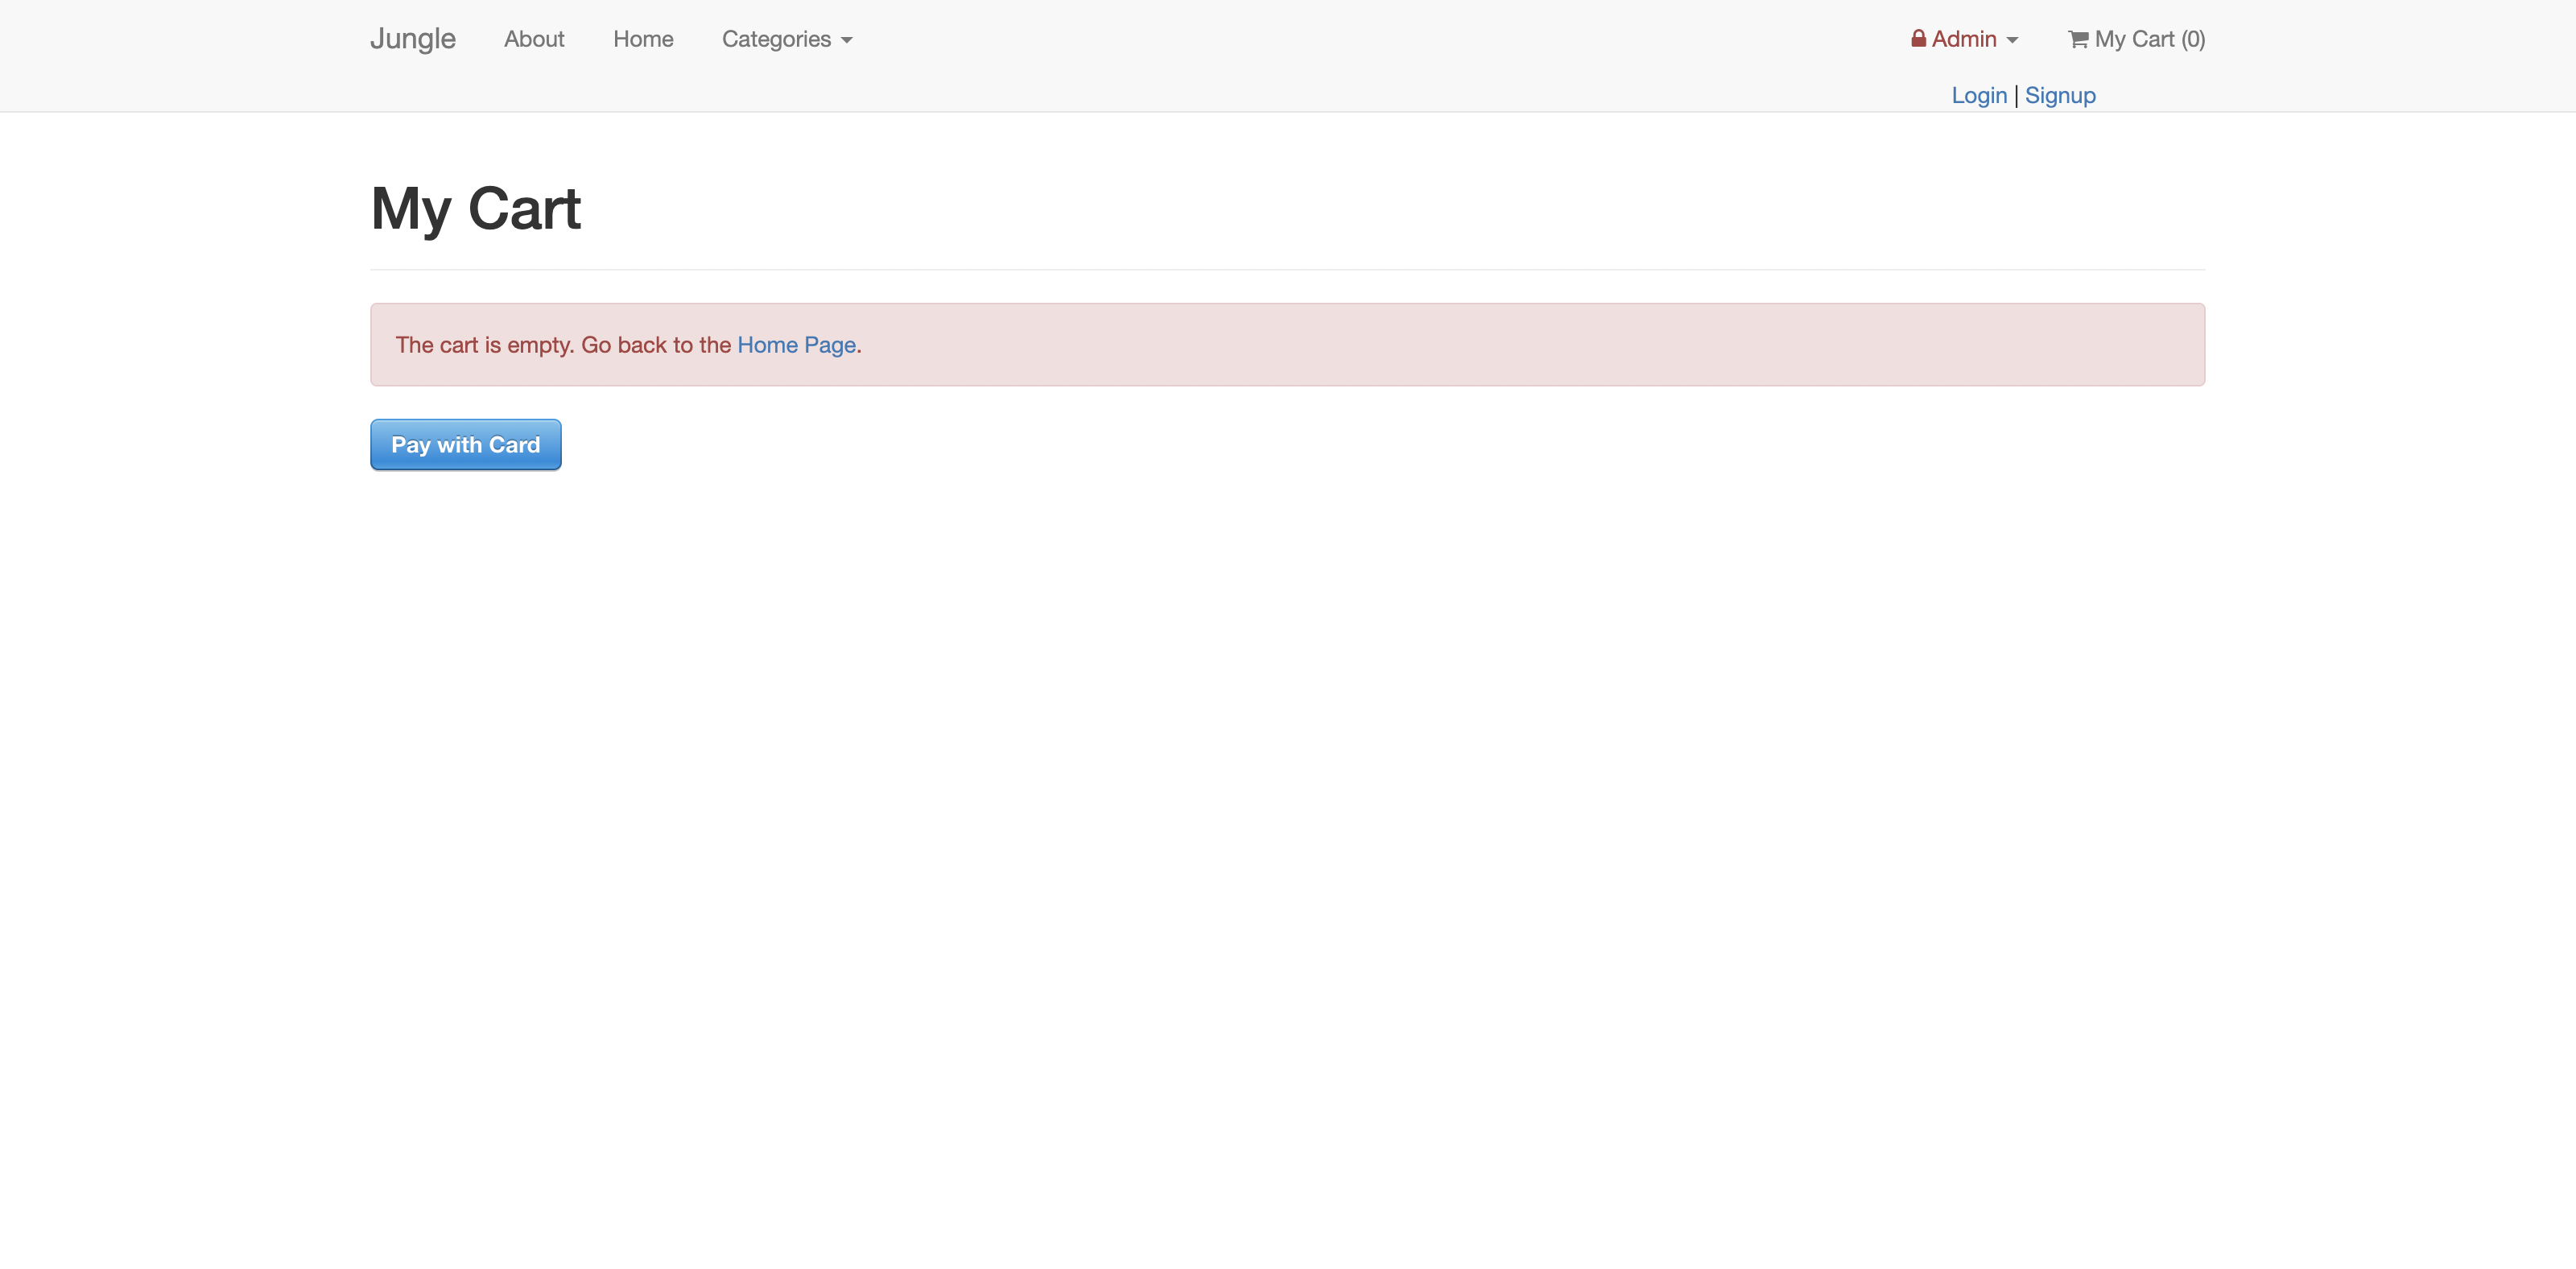 Jungle About Home Categories Admin My Cart (0)
Login | Signup
My Cart
The cart is empty. Go back to the Home Page.
Pay with Card